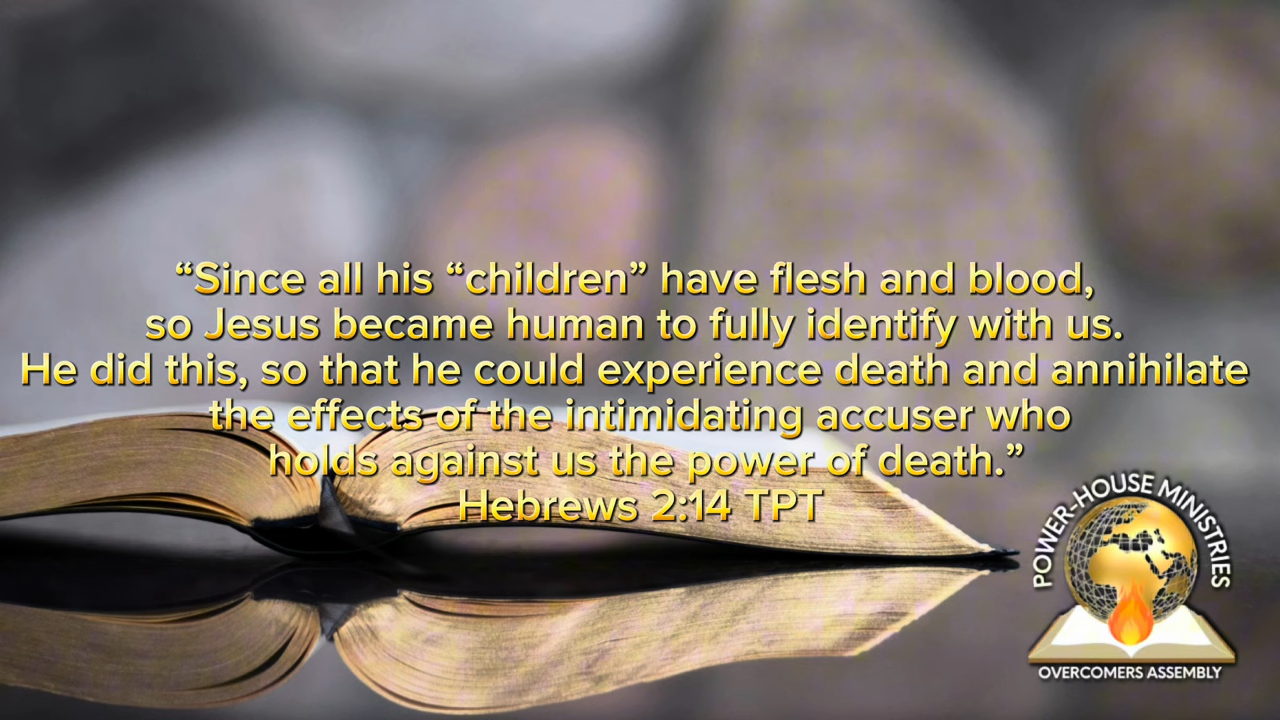 “Since all his “children” have flesh and blood,
so Jesus became human to fully identify with us.
He did this, so that he could experience death and annihilate
the effects of the intimidating accuser who
holds against us the power of death.”
Hebrews 2:14 TPT
POWER-HOUSE MINISTRIES
OVERCOMERS ASSEMBLY